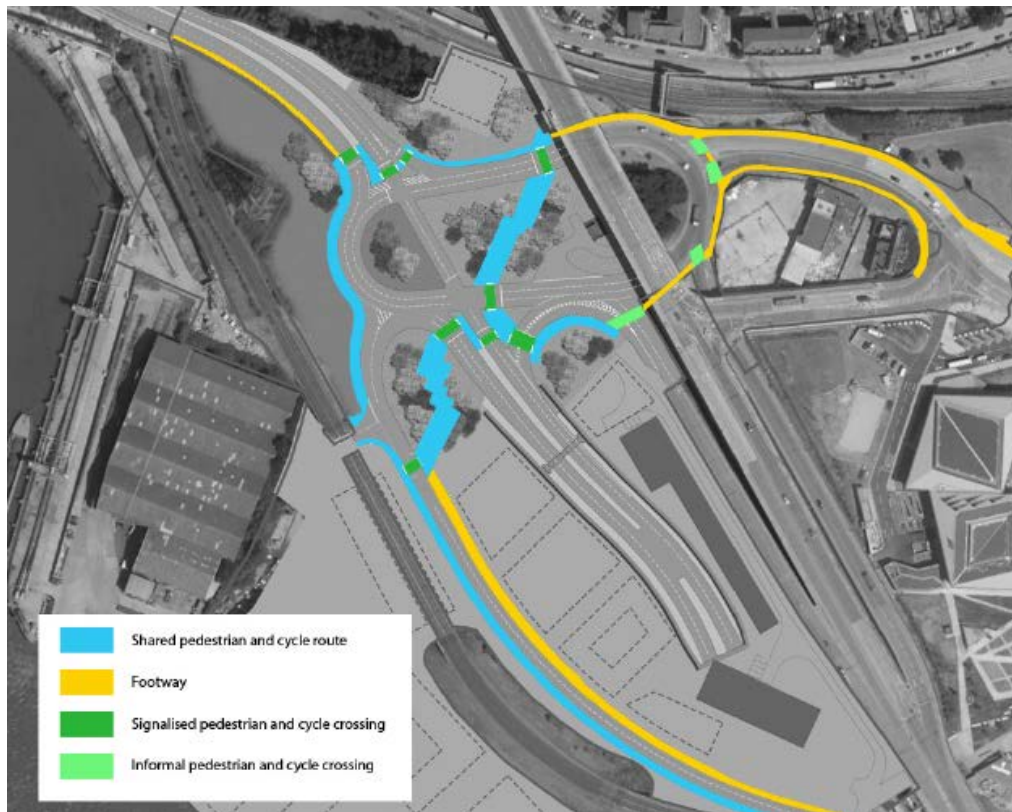 Shared pedestrian and cycle route
Footway
Signalised pedestrian and cycle crossing
Informal pedestrian and cycle crossing